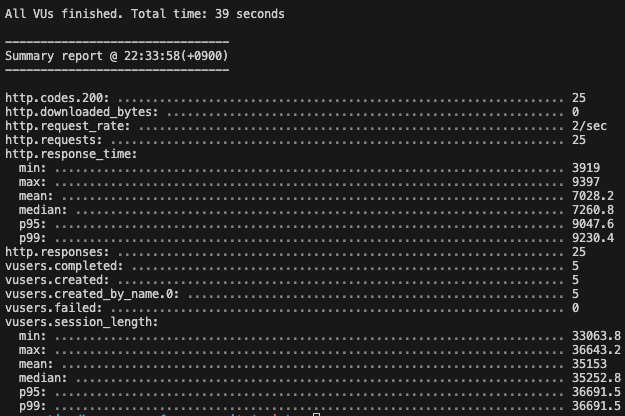 All VUs finished. Total time: 39 seconds
--------------------------------
Summary report @ 22:33:58(+0900)
--------------------------------
http.codes.200: ................................................................ 25
http.downloaded_bytes: .......................................................... 0
http.request_rate: .............................................................. 2/sec
http.requests: .................................................................. 25
http.response_time:
  min: .......................................................................... 3919
  max: .......................................................................... 9397
  mean: ......................................................................... 7028.2
  median: ....................................................................... 7260.8
  p95: .......................................................................... 9047.6
  p99: .......................................................................... 9230.4
http.responses: ................................................................. 25
vusers.completed: ............................................................... 5
vusers.created: ................................................................. 5
vusers.created_by_name.0: ....................................................... 5
vusers.failed: .................................................................. 0
vusers.session_length:
  min: .......................................................................... 33063.8
  max: .......................................................................... 36643.2
  mean: ......................................................................... 35153
  median: ....................................................................... 35252.8
  p95: .......................................................................... 36691.5
  p99: .......................................................................... 36691.5